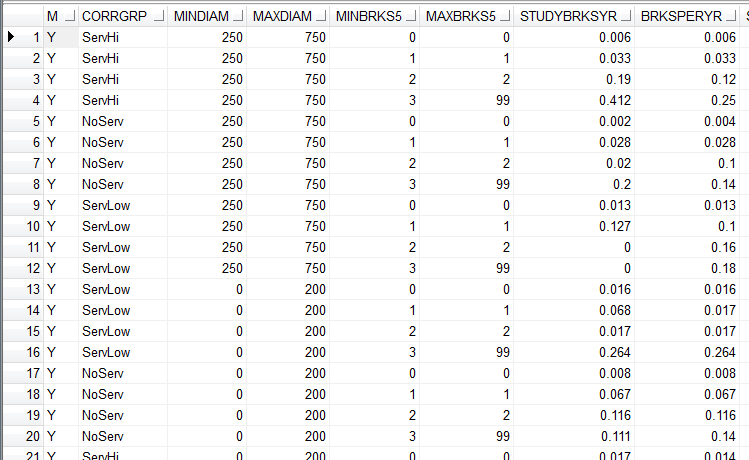 M CORRGRP MINDIAM MAXDIAM MINBRKS5 MAXBRKS5 STUDYBRKSYR BRKSPERYR
1 Y ServHi 250 750 0 0 0.006 0.006
2 Y ServHi 250 750 1 1 0.033 0.033
3 Y ServHi 250 750 2 2 0.19 0.12
4 Y ServHi 250 750 3 99 0.412 0.25
5 Y NoServ 250 750 0 0 0.002 0.004
6 Y NoServ 250 750 1 1 0.028 0.028
7 Y NoServ 250 750 2 2 0.02 0.1
8 Y NoServ 250 750 3 99 0.2 0.14
9 Y ServLow 250 750 0 0 0.013 0.013
10 Y ServLow 250 750 1 1 0.127 0.1
11 Y ServLow 250 750 2 2 0 0.16
12 Y ServLow 250 750 3 99 0 0.18
13 Y ServLow 0 200 0 0 0.016 0.016
14 Y ServLow 0 200 1 1 0.068 0.017
15 Y ServLow 0 200 2 2 0.017 0.017
16 Y ServLow 0 200 3 99 0.264 0.264
17 Y NoServ 0 200 0 0 0.008 0.008
18 Y NoServ 0 200 1 1 0.067 0.067
19 Y NoServ 0 200 2 2 0.116 0.116
20 Y NoServ 0 200 3 99 0.111 0.14
21 Y ServHi 0 200 0 0 0.017 0.014